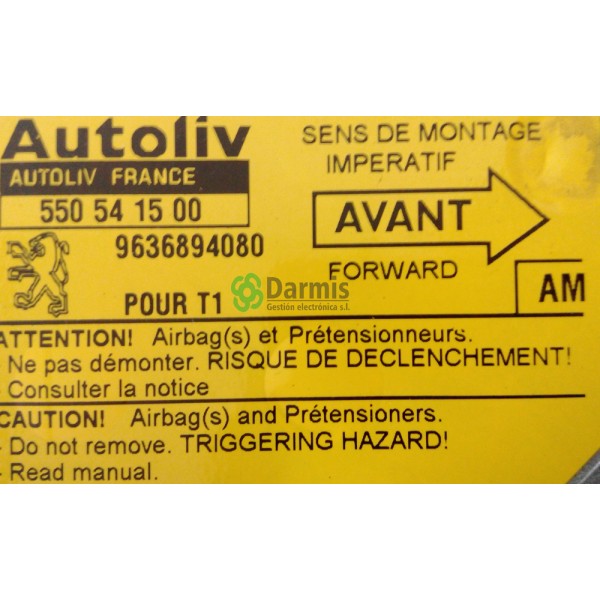 Autoliv
AUTOLIV FRANCE
550 54 15 00
9636894080
POUR T1
SENS DE MONTAGE
IMPERATIF
AVANT
FORWARD
AM
Darmis
Gestión electrónica s.l.
ATTENTION! Airbag(s) et Prétensionneurs.
- Ne pas démonter. RISQUE DE DECLENCHEMENT!
- Consulter la notice
CAUTION! Airbag(s) and Prétensioners.
- Do not remove. TRIGGERING HAZARD!
- Read manual.